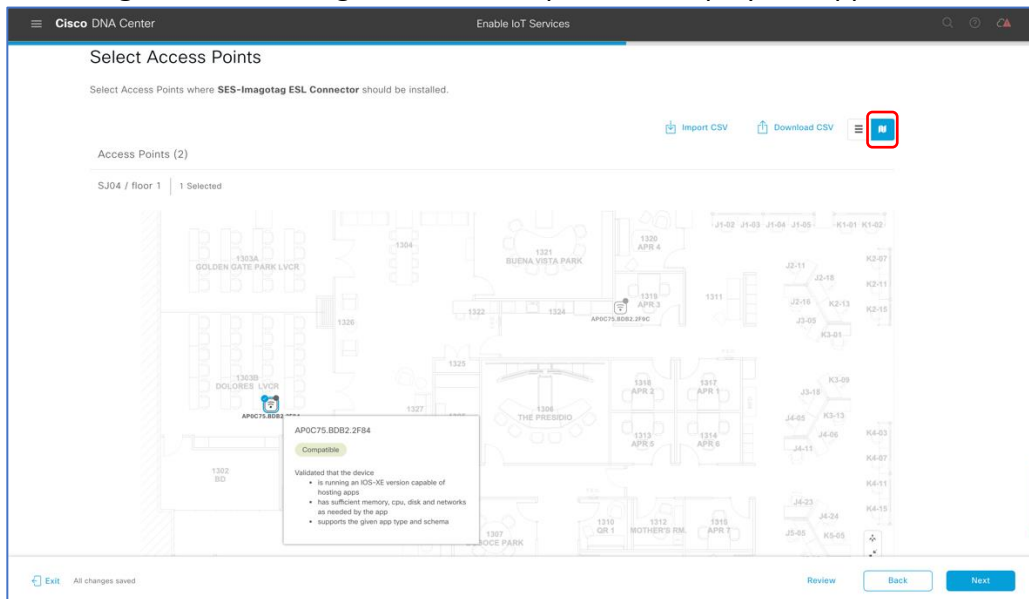 Cisco DNA Center
Enable IoT Services
Select Access Points
Select Access Points where SES-Imagotag ESL Connector should be installed.
Import CSV
Download CSV
Access Points (2)
SJ04 / floor 1
1 Selected
J1-02 J1-03 J1-04 J1-05
K1-01 K1-02
1303A
GOLDEN GATE PARK LVCR
1304
1321
BUENA VISTA PARK
1320
APR 4
J2-11
J2-18
K2-07
K2-11
1319
APR 3
1311
J2-16
K2-13
K2-15
1322
1324
AP0C75.BDB2.2F0C
1326
J3-05
K3-01
1325
1303B
DOLORES LVCR
1318
APR 2
1317
APR 1
K3-09
J3-18
1327
1306
THE PRESIDIO
J4-05
K3-13
AP0C75.BDB2.2F84
Compatible
Validated that the device
is running an IOS-XE version capable of
hosting apps
has sufficient memory, cpu, disk and networks
as needed by the app
supports the given app type and schema
1313
APR 5
1314
APR 6
J4-06
K4-03
J4-11
K4-07
1302
BD
K4-11
J4-23
K4-15
J4-24
1310
QR 1
1312
MOTHER'S RM.
1315
APR 7
1307
J5-05
K5-05
Exit
All changes saved
Review
Back
Next